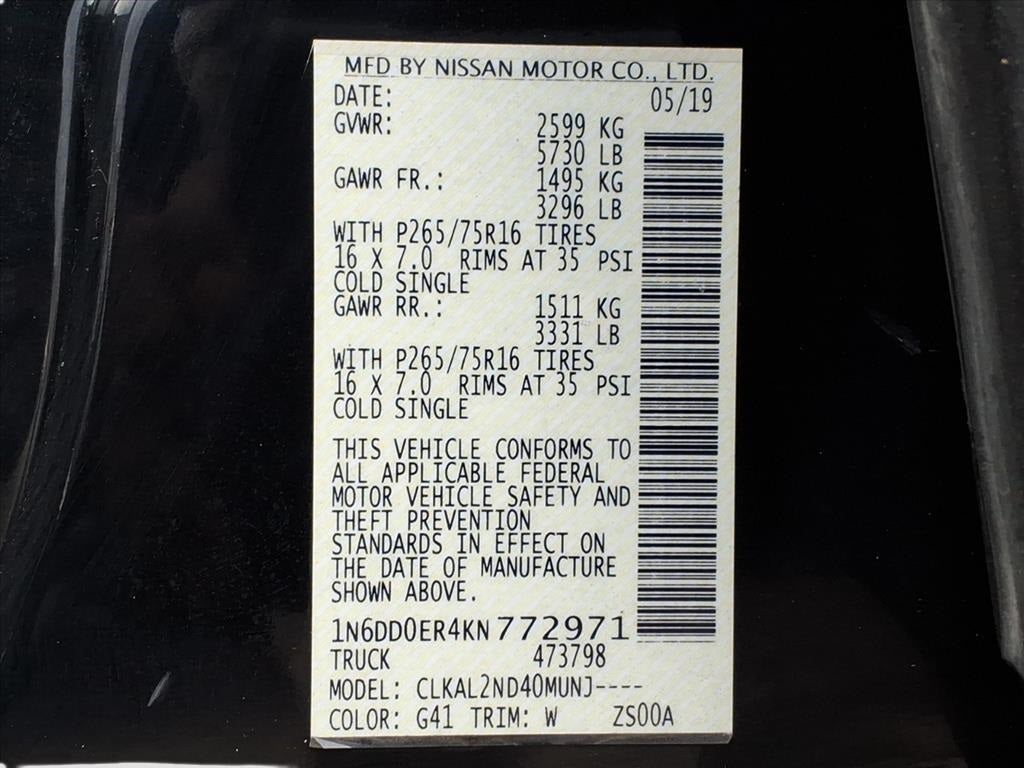 MFD BY NISSAN MOTOR CO., LTD.
DATE: 05/19
GVWR: 2599 KG
5730 LB
GAWR FR.: 1495 KG
3296 LB
WITH P265/75R16 TIRES
16 X 7.0 RIMS AT 35 PSI
COLD SINGLE
GAWR RR.: 1511 KG
3331 LB
WITH P265/75R16 TIRES
16 X 7.0 RIMS AT 35 PSI
COLD SINGLE
THIS VEHICLE CONFORMS TO
ALL APPLICABLE FEDERAL
MOTOR VEHICLE SAFETY AND
THEFT PREVENTION
STANDARDS IN EFFECT ON
THE DATE OF MANUFACTURE
SHOWN ABOVE.
1N6DD0ER4KN772971
TRUCK 473798
MODEL: CLKAL2ND40MUNJ----
COLOR: G41 TRIM: W ZS00A